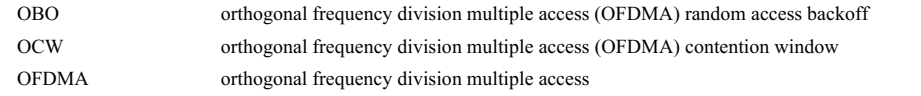 OBO orthogonal frequency division multiple access (OFDMA) random access backoff
OCW orthogonal frequency division multiple access (OFDMA) contention window
OFDMA orthogonal frequency division multiple access